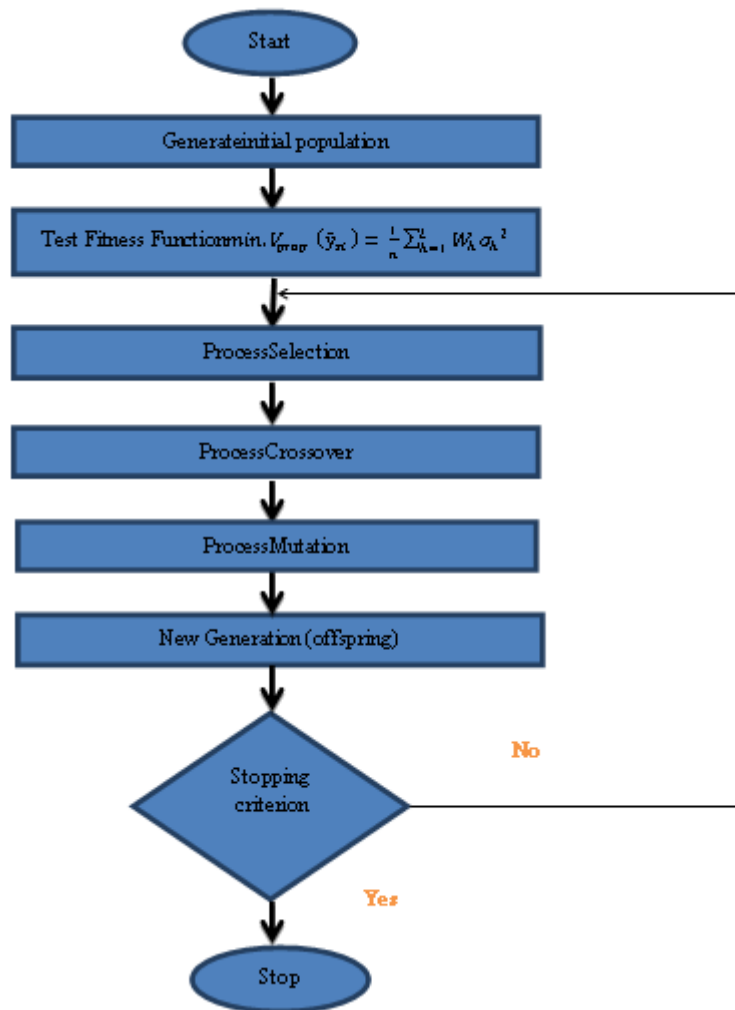 Start
Generateinitial population
Test Fitness Functionmin. V_prop (ȳ_st) = 1/n ∑_{h=1}^{L} W_h σ_h²
ProcessSelection
ProcessCrossover
ProcessMutation
New Generation (offspring)
No
Stopping
criterion
Yes
Stop